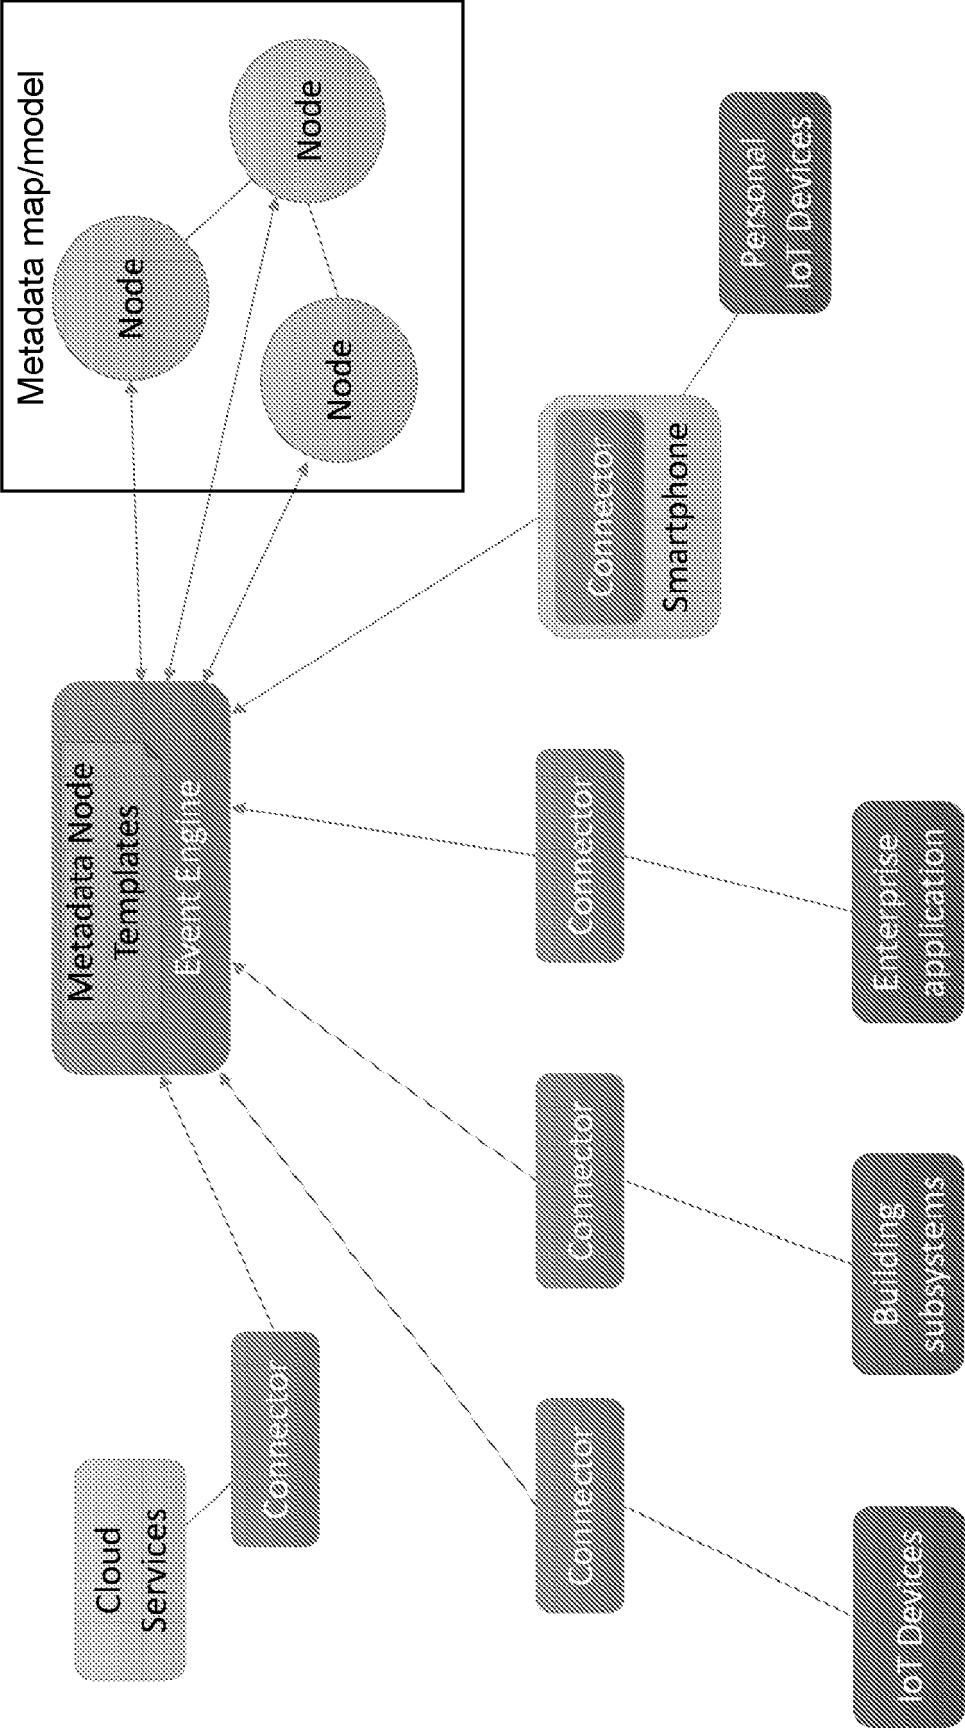 Cloud
Services
Connector
Metadata Node
Templates
Event Engine
Metadata map/model
Node
Node
Node
Connector
Connector
Connector
Connector
Smartphone
IoT Devices
Building
subsystems
Enterprise
application
Personal
IoT Devices